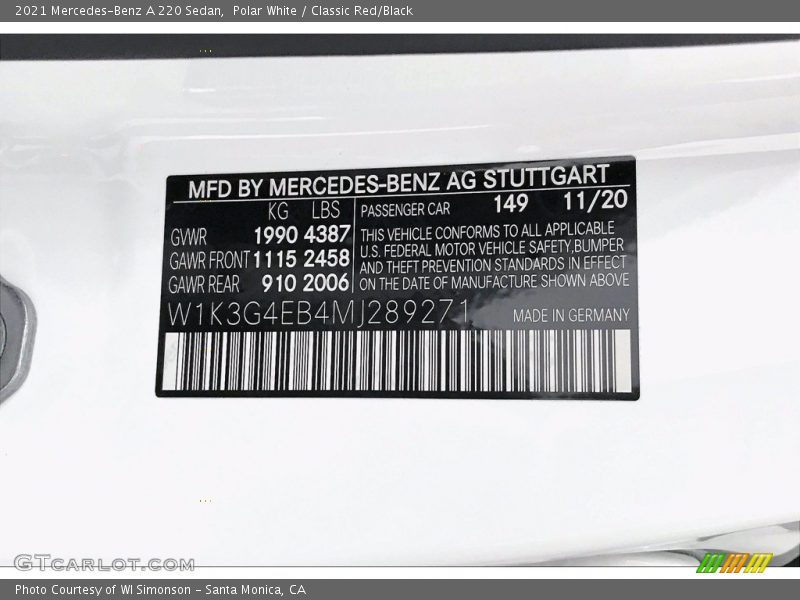 2021 Mercedes-Benz A 220 Sedan,  Polar White / Classic Red/Black
MFD BY MERCEDES-BENZ AG STUTTGART
KG LBS
PASSENGER CAR 149 11/20
GWWR 1990 4387
GAWR FRONT 1115 2458
GAWR REAR 910 2006
THIS VEHICLE CONFORMS TO ALL APPLICABLE
U.S. FEDERAL MOTOR VEHICLE SAFETY,BUMPER
AND THEFT PREVENTION STANDARDS IN EFFECT
ON THE DATE OF MANUFACTURE SHOWN ABOVE
W1K3G4EB4MJ289271
MADE IN GERMANY
GTCARLOT.COM
Photo Courtesy of WI Simonson - Santa Monica, CA